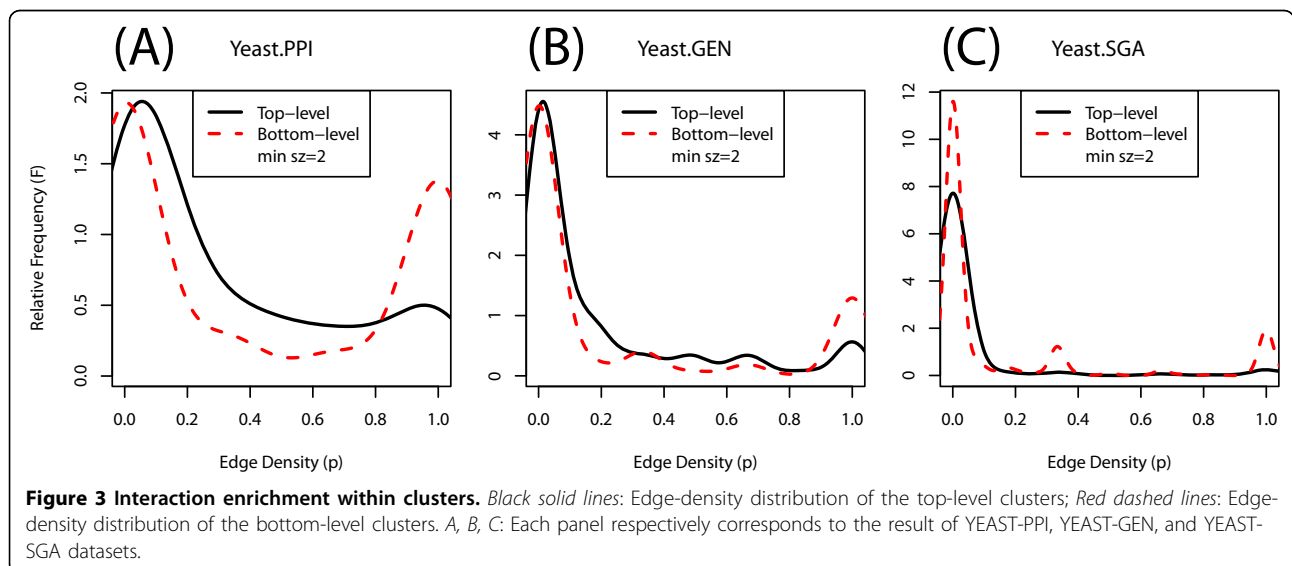 (A) Yeast.PPI
(B) Yeast.GEN
(C) Yeast.SGA
Relative Frequency (F)
2.0
1.5
1.0
0.5
0.0
Top−level
Bottom−level
min sz=2
0.0 0.2 0.4 0.6 0.8 1.0
Edge Density (p)
4
3
2
1
0
Top−level
Bottom−level
min sz=2
0.0 0.2 0.4 0.6 0.8 1.0
Edge Density (p)
12
10
8
6
4
2
0
Top−level
Bottom−level
min sz=2
0.0 0.2 0.4 0.6 0.8 1.0
Edge Density (p)
Figure 3 Interaction enrichment within clusters. Black solid lines: Edge-density distribution of the top-level clusters; Red dashed lines: Edge-
density distribution of the bottom-level clusters. A, B, C: Each panel respectively corresponds to the result of YEAST-PPI, YEAST-GEN, and YEAST-
SGA datasets.